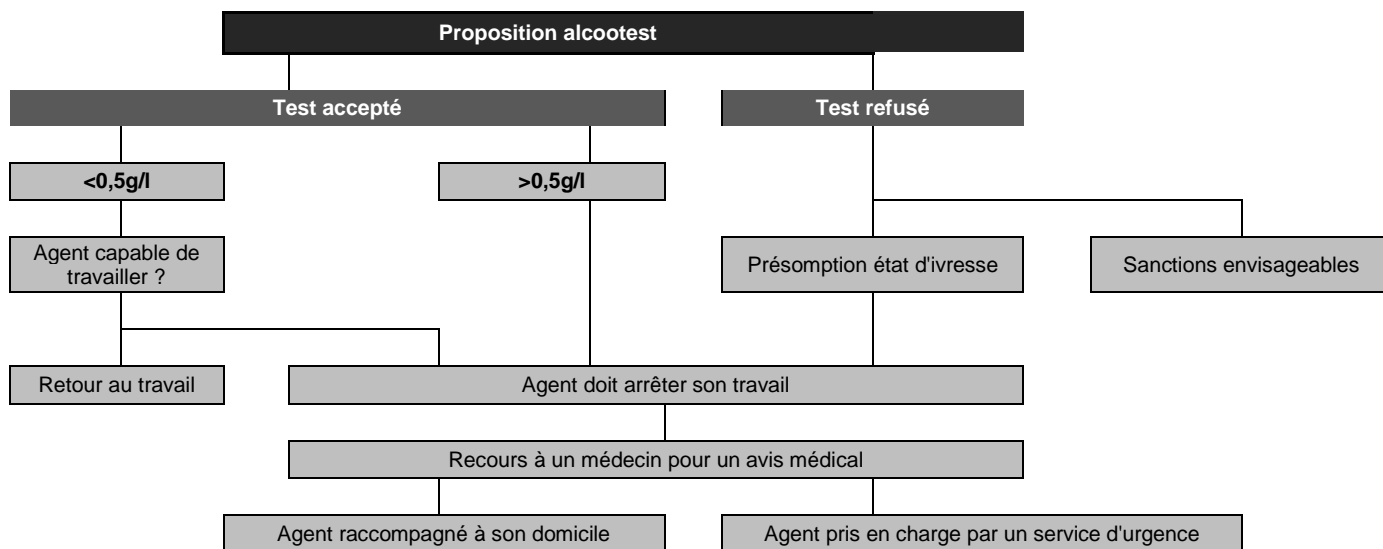 Proposition alcootest
Test accepté
Test refusé
<0,5g/l
>0,5g/l
Agent capable de
travailler ?
Présomption état d'ivresse
Sanctions envisageables
Retour au travail
Agent doit arrêter son travail
Recours à un médecin pour un avis médical
Agent raccompagné à son domicile
Agent pris en charge par un service d'urgence